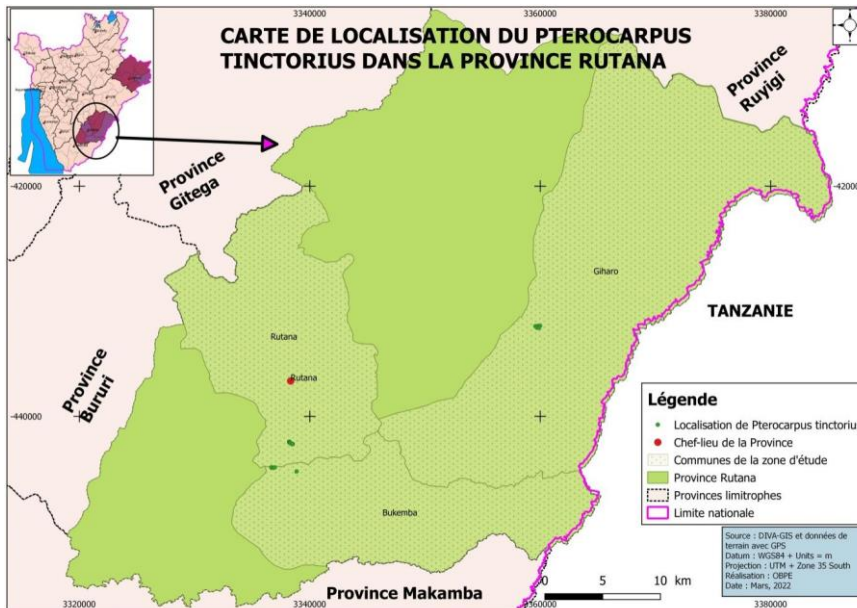 3340000
3360000
3380000
CARTE DE LOCALISATION DU PTEROCARPUS
TINCTORIUS DANS LA PROVINCE RUTANA
Province
Ruyigi
Province
Gitega
-420000
-420000
Giharo
TANZANIE
Rutana
Rutana
Province
Bururi
-440000
Bukemba
Légende
Localisation de Pterocarpus tinctoriu
Chef-lieu de la Province
Communes de la zone d'étude
Province Rutana
Provinces limitrophes
Limite nationale
Source : DIVA-GIS et données de
terrain avec GPS
Datum : WGS84 + Units = m
Projection : UTM + Zone 35 South
Réalisation : OBPE
Date : Mars, 2022
Province Makamba
0 5 10 km
3320000
3340000
3360000
3380000